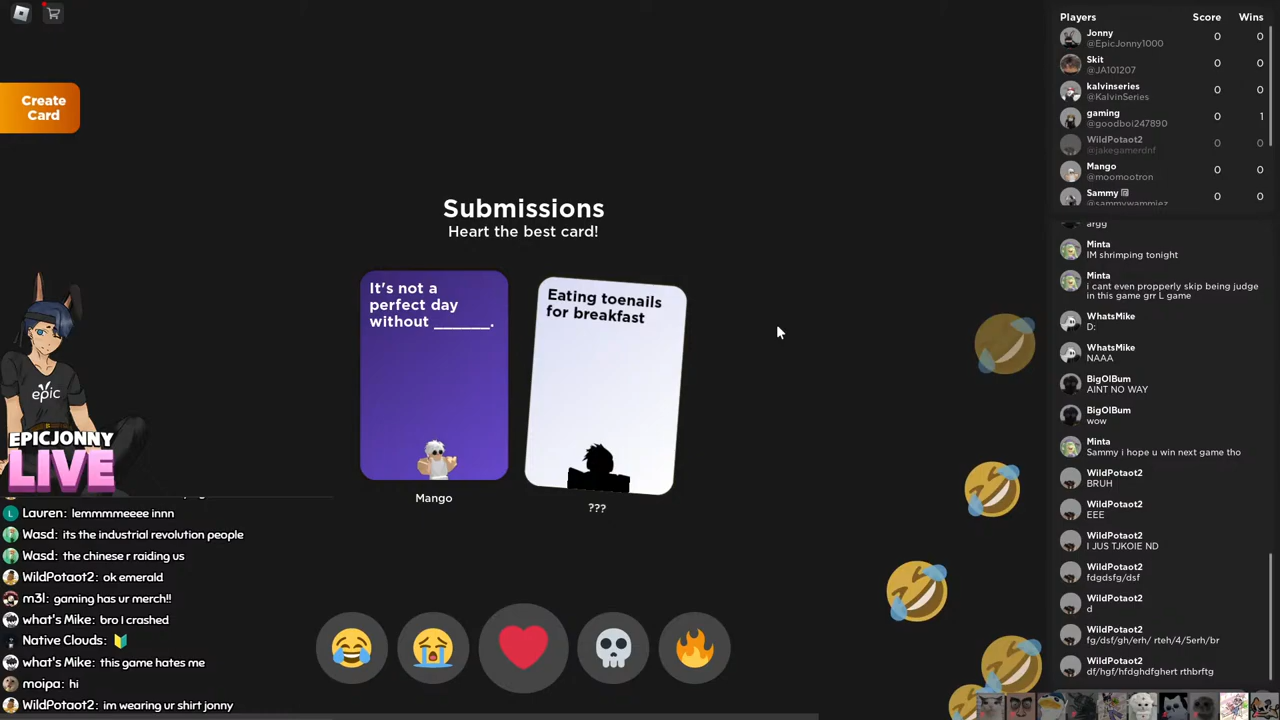 Create
Card
Submissions
Heart the best card!
It's not a
perfect day
without ______.
Mango
Eating toenails
for breakfast
???
epic
EPICJONNY
LIVE
Lauren: lemmmmeeee innn
Wasd: its the industrial revolution people
Wasd: the chinese r raiding us
WildPotaot2: ok emerald
m3l: gaming has ur merch!!
what's Mike: bro I crashed
Native Clouds:
what's Mike: this game hates me
moipa: hi
WildPotaot2: im wearing ur shirt jonny
Players Score Wins
Jonny 0 0
@EpicJonny1000
Skit 0 0
@JA101207
kalvinseries 0 0
@KalvinSeries
gaming 0 1
@goodboi247890
WildPotaot2 0 0
@jakegamerdnf
Mango 0 0
@moomootron
Sammy 0 0
@sammywammiez
argg
Minta
IM shrimping tonight
Minta
i cant even propperly skip being judge
in this game grr L game
WhatsMike
D:
WhatsMike
NAAA
BigOlBum
AINT NO WAY
BigOlBum
wow
Minta
Sammy i hope u win next game tho
WildPotaot2
BRUH
WildPotaot2
EEE
WildPotaot2
I JUS TJKOIE ND
WildPotaot2
fdgdsfg/dsf
WildPotaot2
d
WildPotaot2
fg/dsf/gh/erh/ rteh/4/5erh/br
WildPotaot2
df/hgf/hfdghdfghert rthbrftg